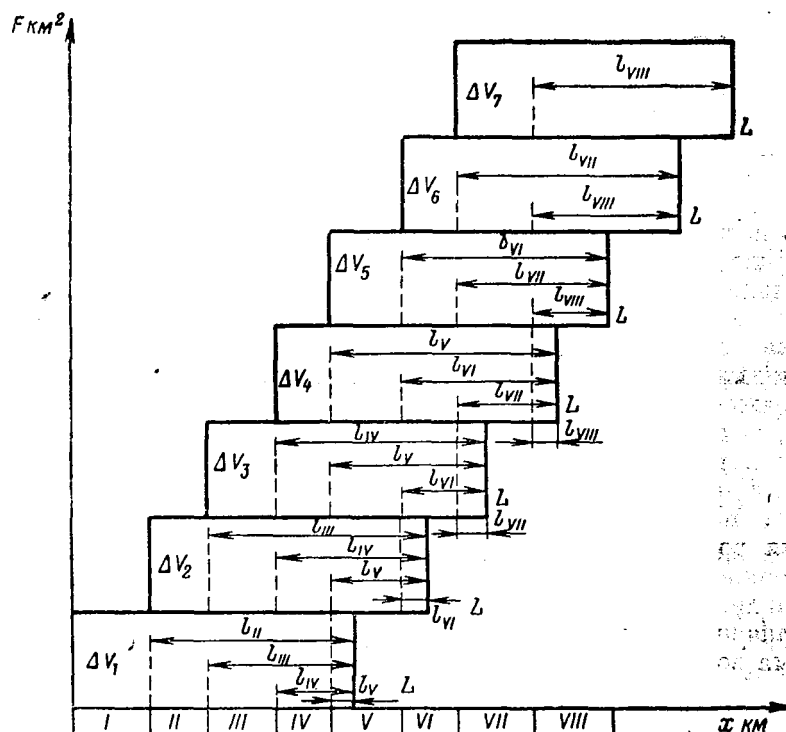 F км²
ΔV₇ l_VIII
L
ΔV₆ l_VII
l_VIII
L
ΔV₅ l_VI
l_VII
l_VIII
L
ΔV₄ l_V
l_VI
l_VII
L
l_VIII
ΔV₃ l_IV
l_V
l_VI
L
l_VII
ΔV₂ l_III
l_IV
l_V
l_VI L
ΔV₁ l_II
l_III
l_IV l_V L
I II III IV V VI VII VIII x км